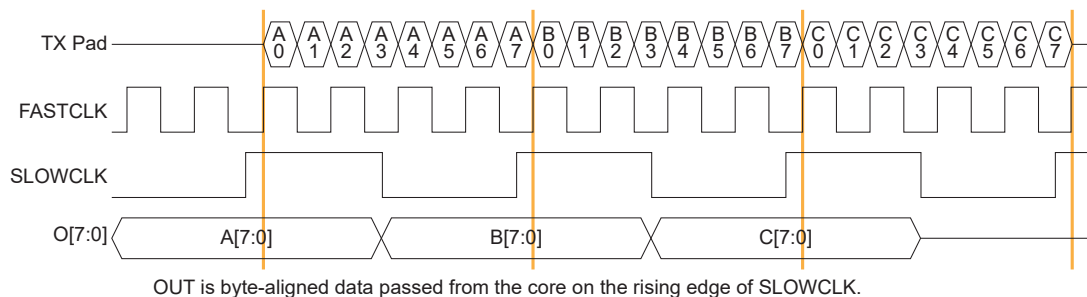 TX Pad A0 A1 A2 A3 A4 A5 A6 A7 B0 B1 B2 B3 B4 B5 B6 B7 C0 C1 C2 C3 C4 C5 C6 C7
FASTCLK
SLOWCLK
O[7:0] A[7:0] B[7:0] C[7:0]
OUT is byte-aligned data passed from the core on the rising edge of SLOWCLK.